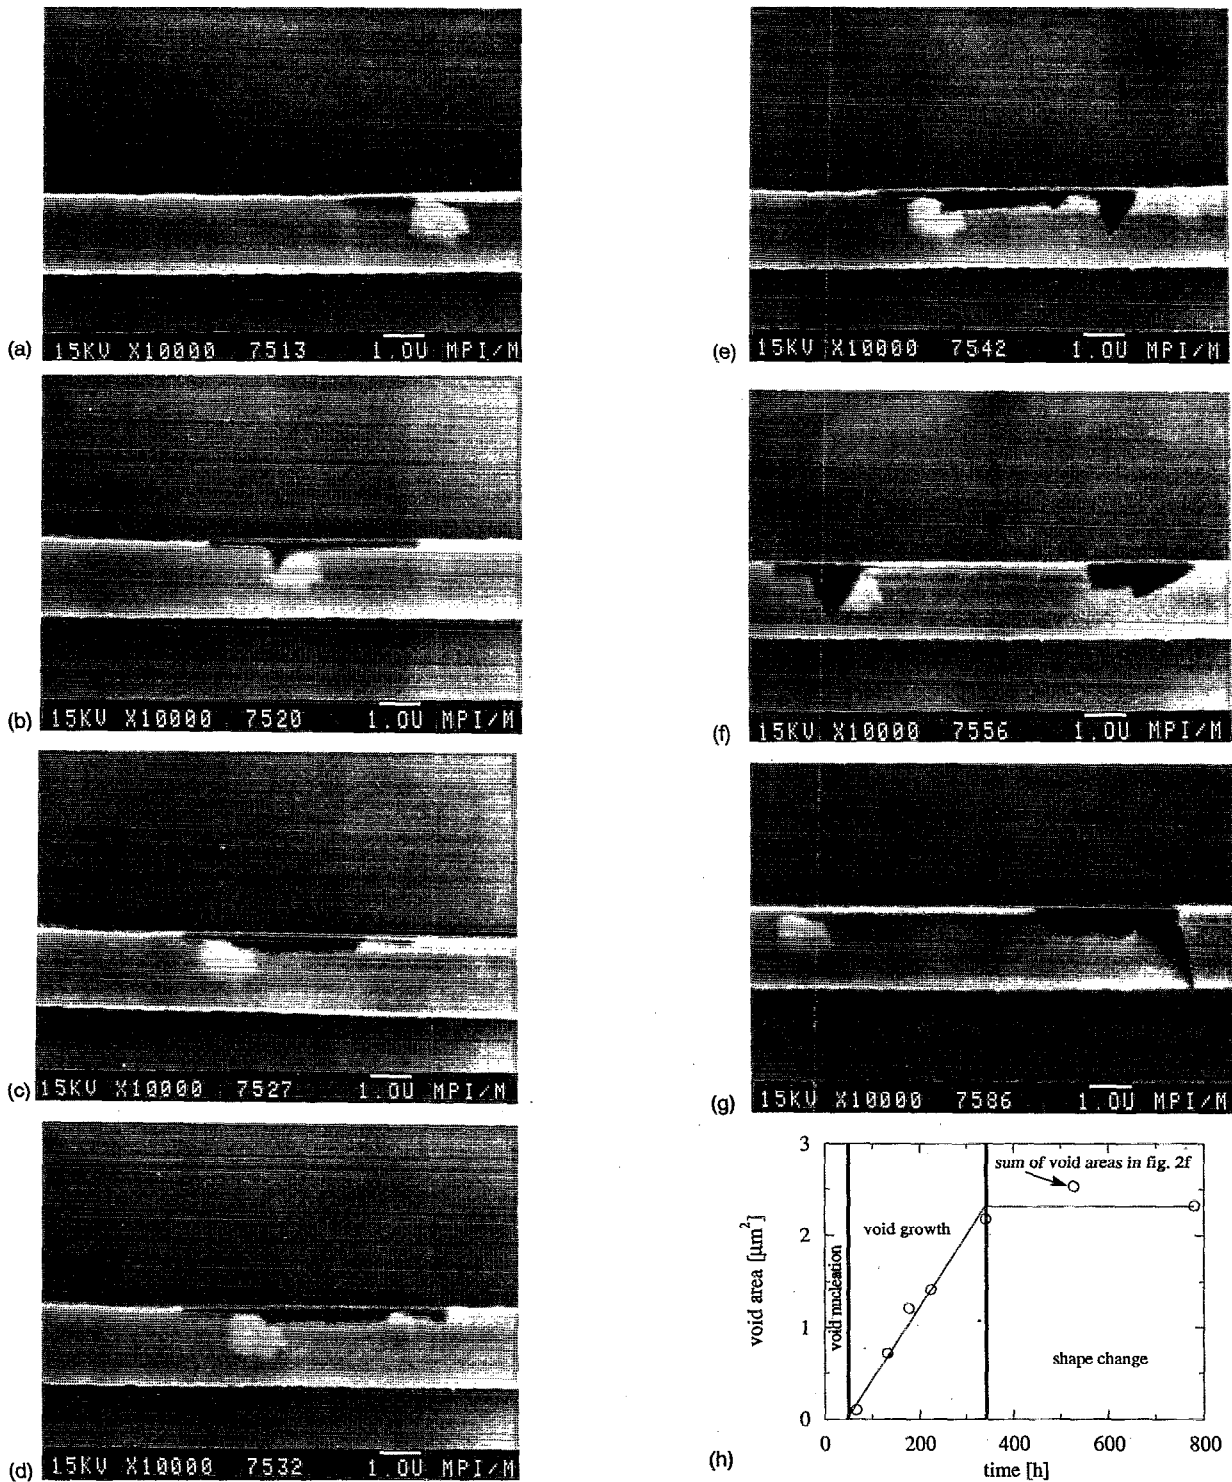 (a)
15KV X10000 7513 1.0U MPI/M
(b)
15KV X10000 7520 1.0U MPI/M
(c)
15KV X10000 7527 1.0U MPI/M
(d)
15KV X10000 7532 1.0U MPI/M
(e)
15KV X10000 7542 1.0U MPI/M
(f)
15KV X10000 7556 1.0U MPI/M
(g)
15KV X10000 7586 1.0U MPI/M
(h)
3
2
1
0
void area [μm²]
void nucleation
void growth
sum of void areas in fig. 2f
shape change
0 200 400 600 800
time [h]